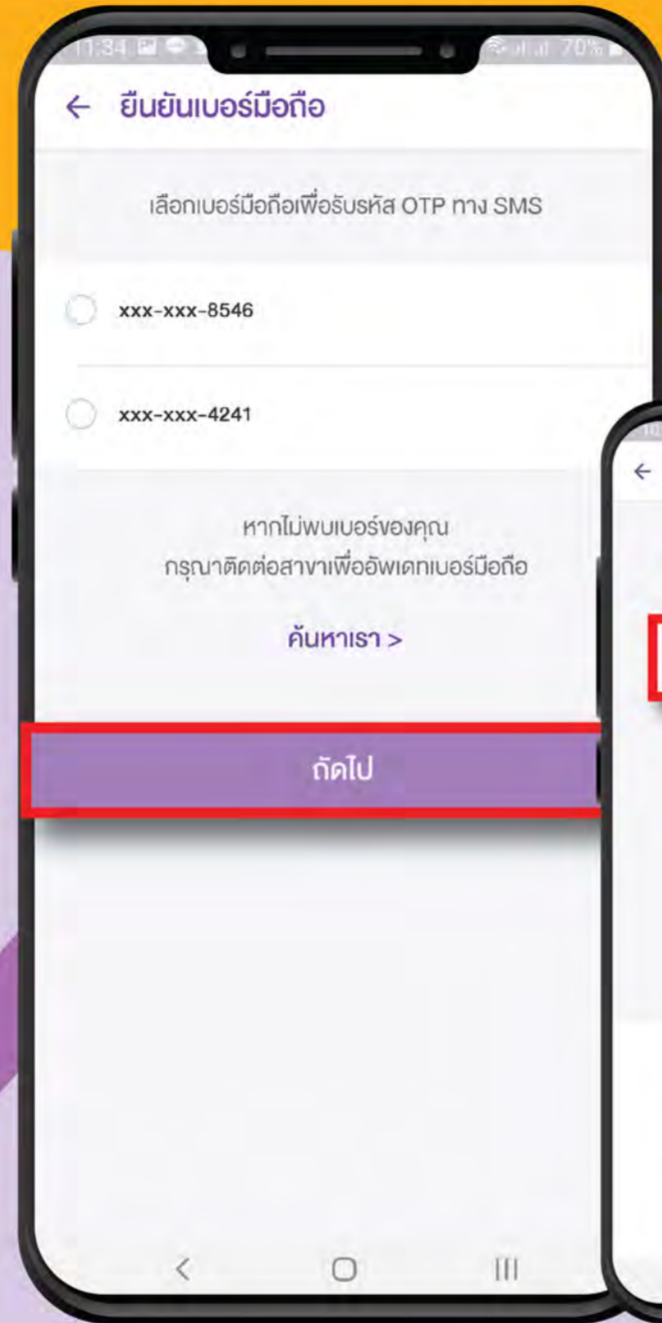 11:34
70%
← ยืนยันเบอร์มือถือ
เลือกเบอร์มือถือเพื่อรับรหัส OTP ทาง SMS
xxx-xxx-8546
xxx-xxx-4241
หากไม่พบเบอร์ของคุณ
กรุณาติดต่อสาขาเพื่ออัพเดทเบอร์มือถือ
ค้นหาเรา >
ถัดไป